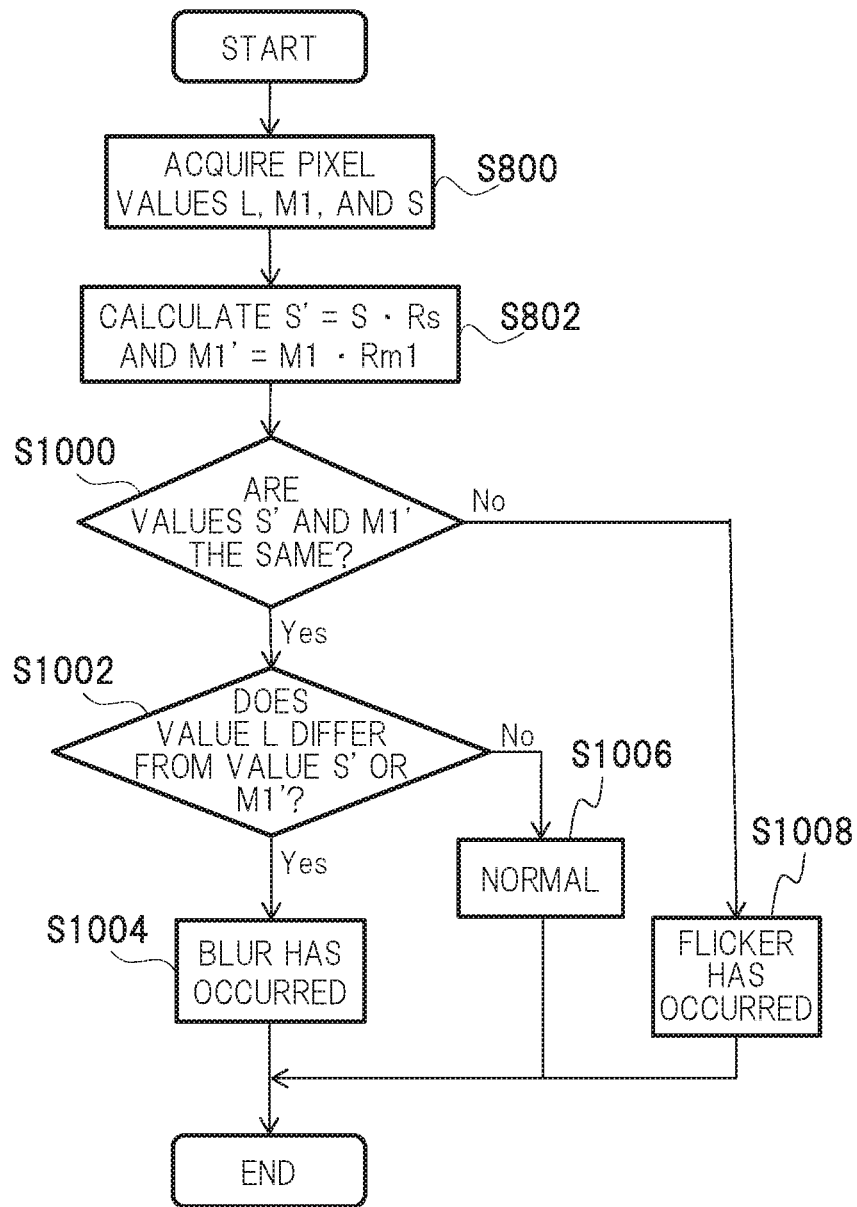 START
ACQUIRE PIXEL
VALUES L, M1, AND S
S800
CALCULATE S' = S · Rs
AND M1' = M1 · Rm1
S802
S1000
ARE
VALUES S' AND M1'
THE SAME?
No
Yes
S1002
DOES
VALUE L DIFFER
FROM VALUE S' OR
M1'?
No
Yes
S1006
NORMAL
S1008
FLICKER
HAS
OCCURRED
S1004
BLUR HAS
OCCURRED
END